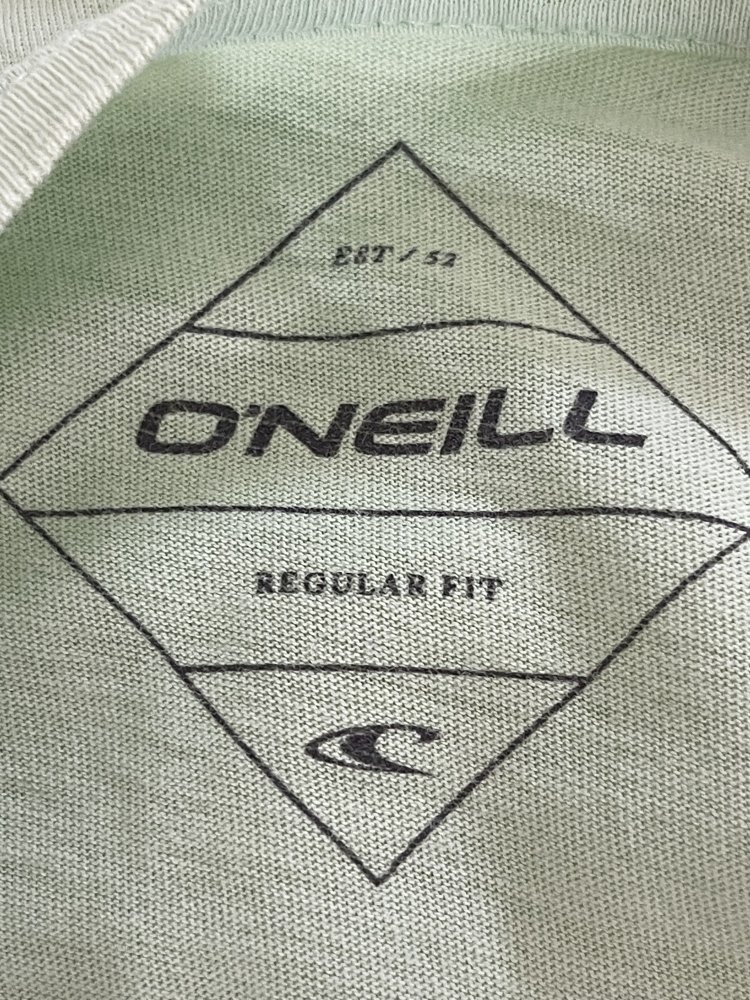 EST / 52
O'NEILL
REGULAR FIT